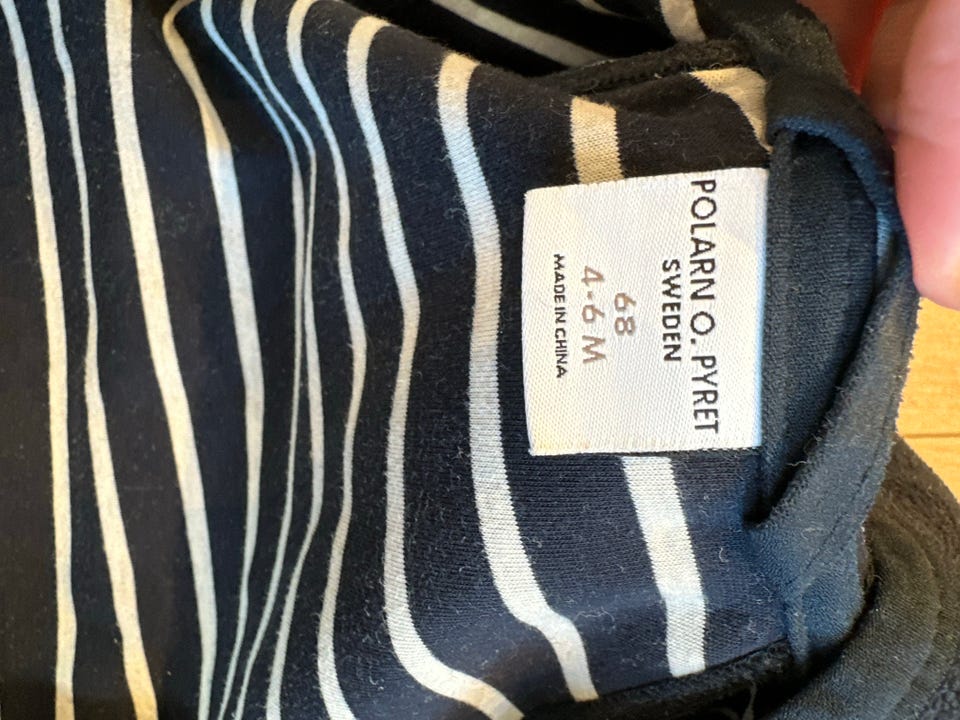 POLARN O. PYRET
SWEDEN
68
4-6 M
MADE IN CHINA